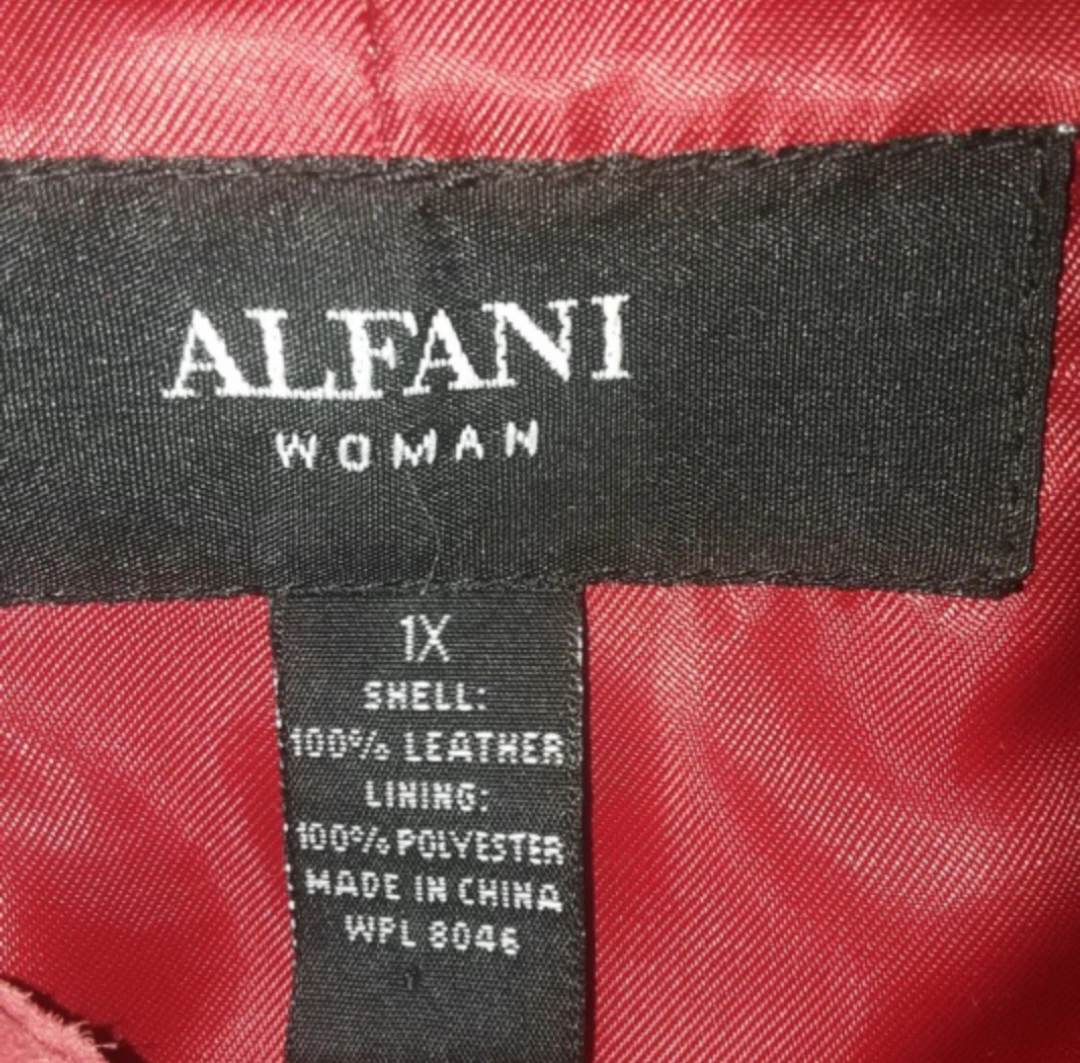 ALFANI
WOMAN
1X
SHELL:
100% LEATHER
LINING:
100% POLYESTER
MADE IN CHINA
WPL 8046